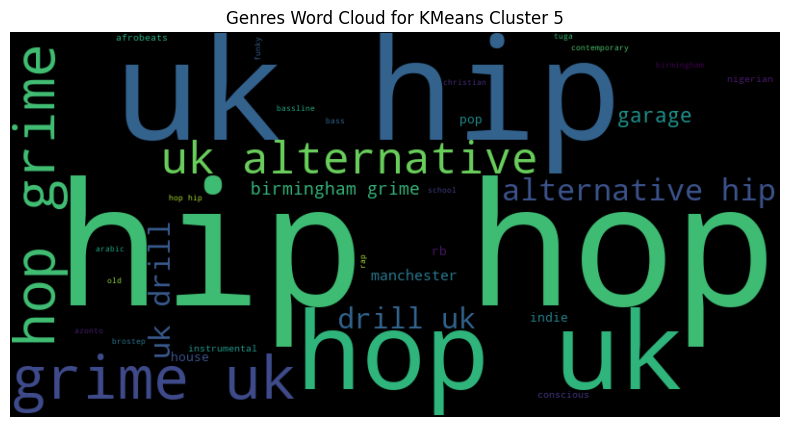 Genres Word Cloud for KMeans Cluster 5
afrobeats
funky
tuga
contemporary
birmingham
nigerian
uk hip
christian
bassline
bass
pop
garage
hop grime
uk alternative
birmingham grime
school
alternative hip
hop hip
hip hop
uk drill
arabic
rb
rap
manchester
old
drill uk
indie
azonto
brostep
instrumental
house
hop uk
grime uk
conscious